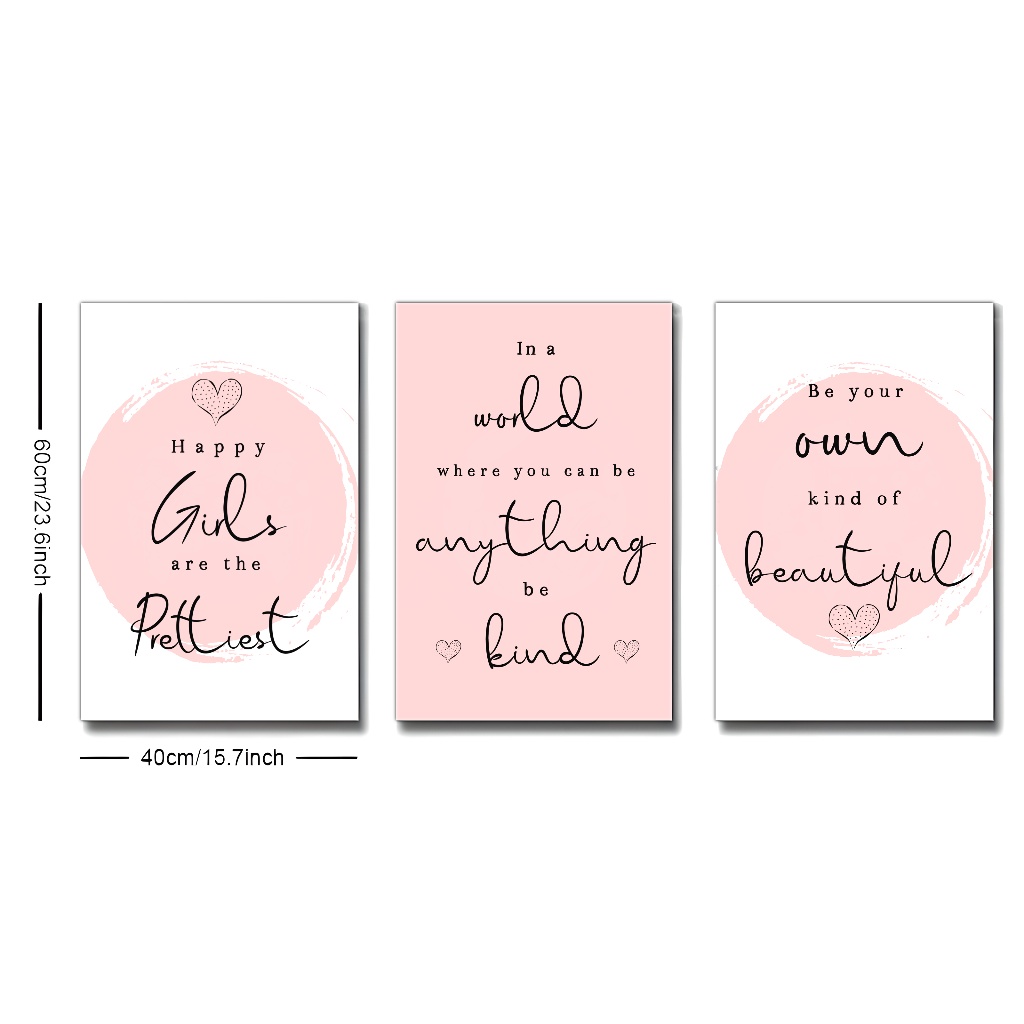 Happy
Girls
are the
Prettiest
In a
world
where you can be
anything
be
kind
Be your
own
kind of
beautiful
60cm/23.6inch
40cm/15.7inch